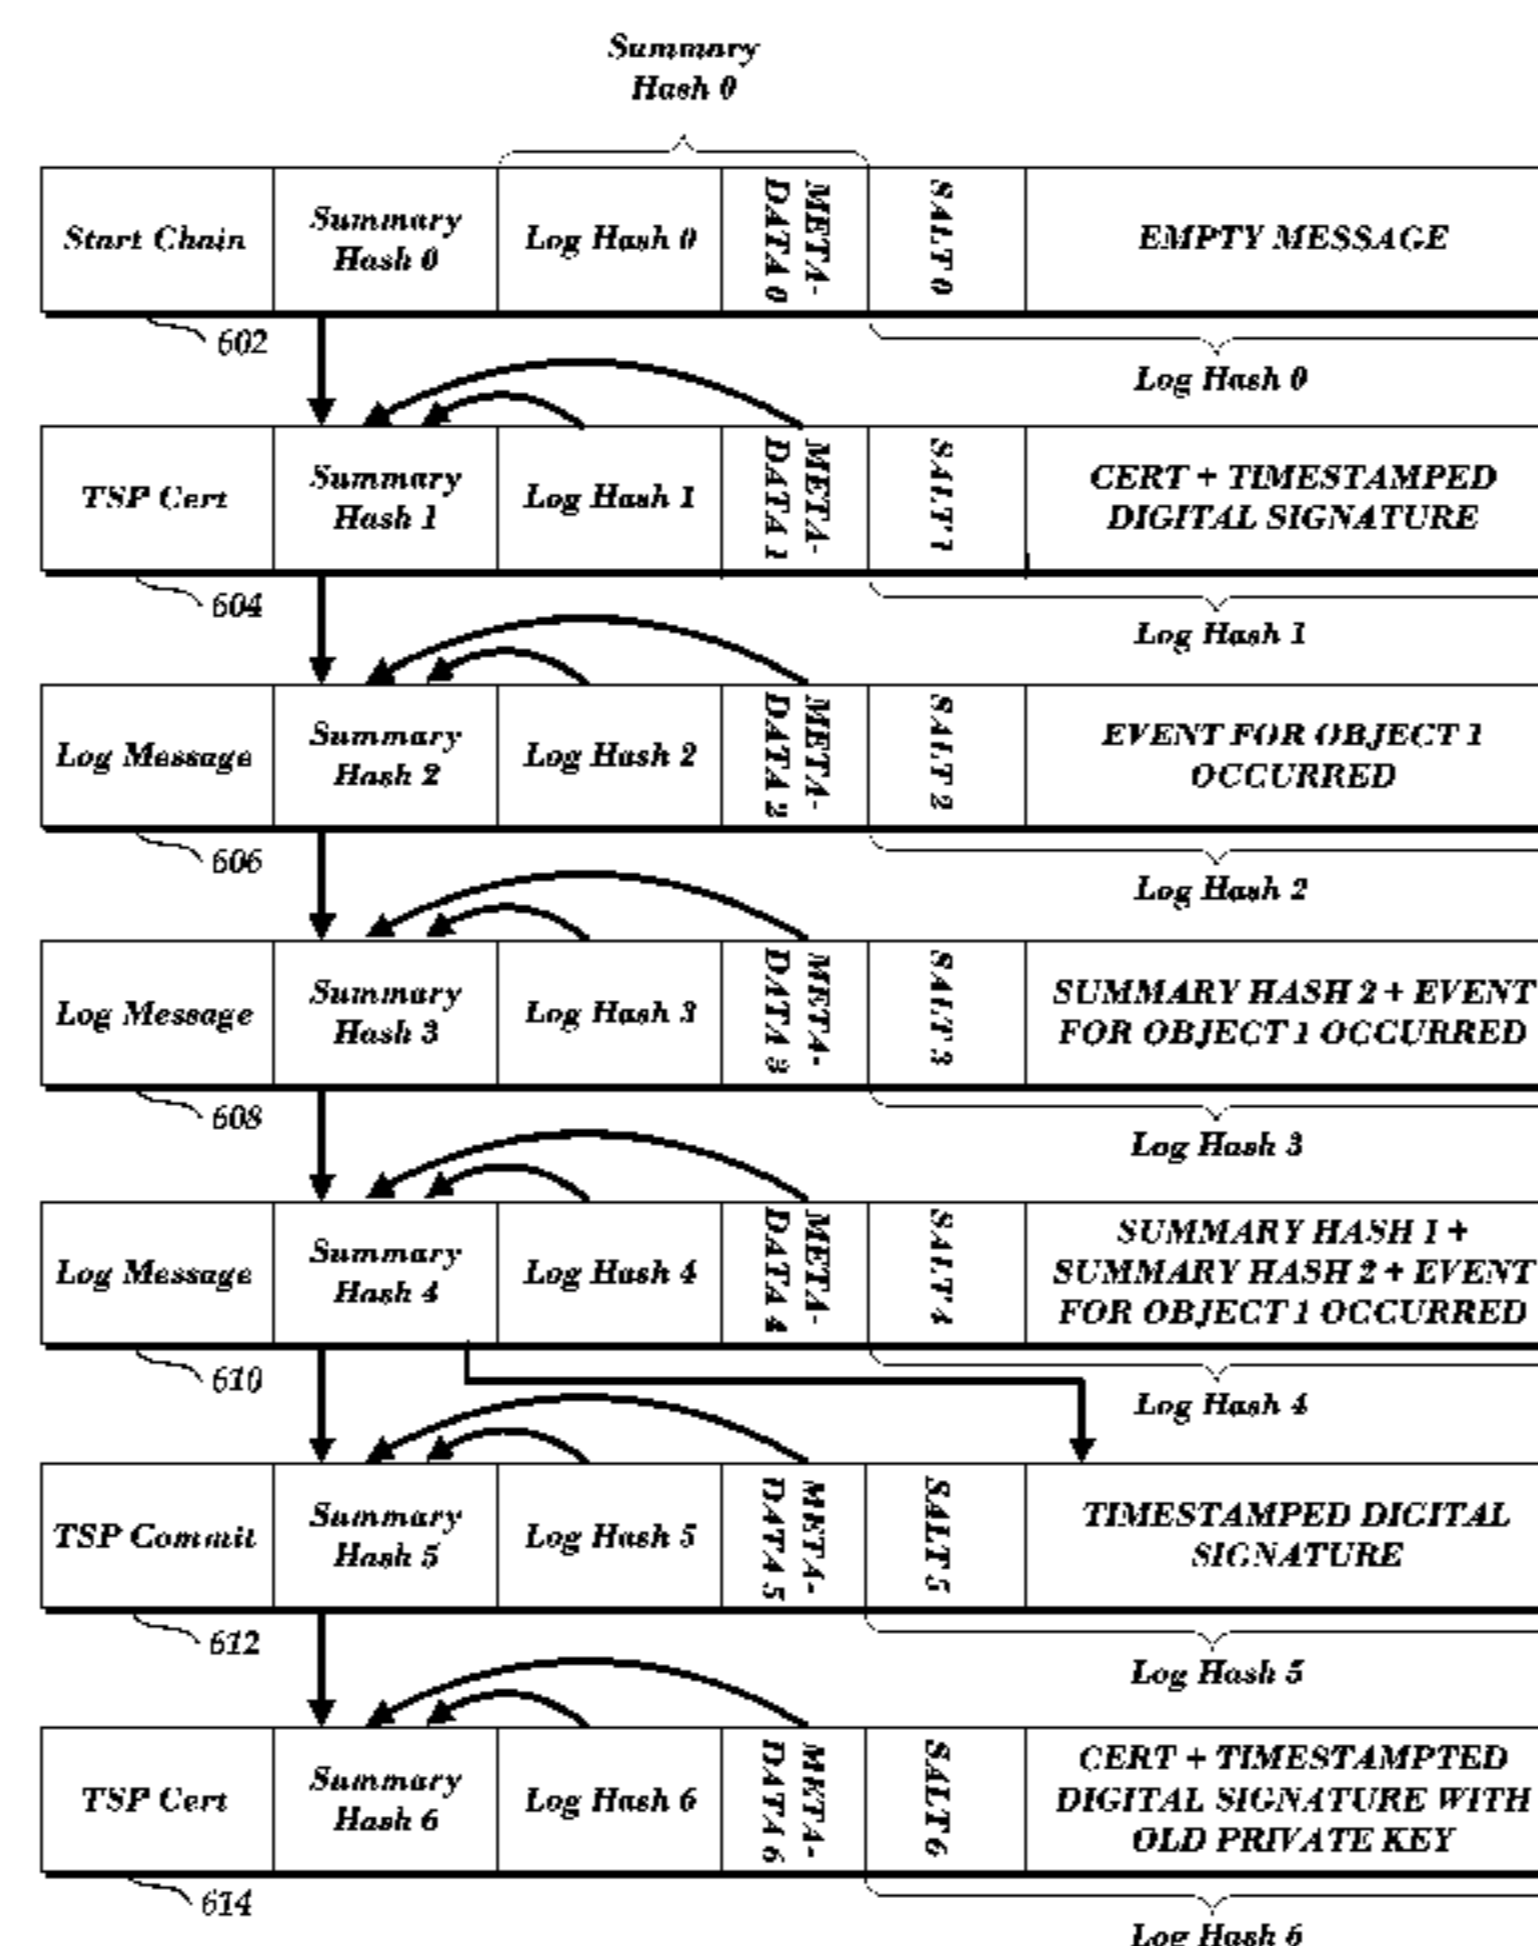 Summary
Hash 0
Start Chain
Summary
Hash 0
Log Hash 0
META-
DATA 0
SALT 0
EMPTY MESSAGE
602
Log Hash 0
TSP Cert
Summary
Hash 1
Log Hash 1
META-
DATA 1
SALT 1
CERT + TIMESTAMPED
DIGITAL SIGNATURE
604
Log Hash 1
Log Message
Summary
Hash 2
Log Hash 2
META-
DATA 2
SALT 2
EVENT FOR OBJECT 1
OCCURRED
606
Log Hash 2
Log Message
Summary
Hash 3
Log Hash 3
META-
DATA 3
SALT 3
SUMMARY HASH 2 + EVENT
FOR OBJECT 1 OCCURRED
608
Log Hash 3
Log Message
Summary
Hash 4
Log Hash 4
META-
DATA 4
SALT 4
SUMMARY HASH 1 +
SUMMARY HASH 2 + EVENT
FOR OBJECT 1 OCCURRED
610
Log Hash 4
TSP Commit
Summary
Hash 5
Log Hash 5
META-
DATA 5
SALT 5
TIMESTAMPED DIGITAL
SIGNATURE
612
Log Hash 5
TSP Cert
Summary
Hash 6
Log Hash 6
META-
DATA 6
SALT 6
CERT + TIMESTAMPTED
DIGITAL SIGNATURE WITH
OLD PRIVATE KEY
614
Log Hash 6